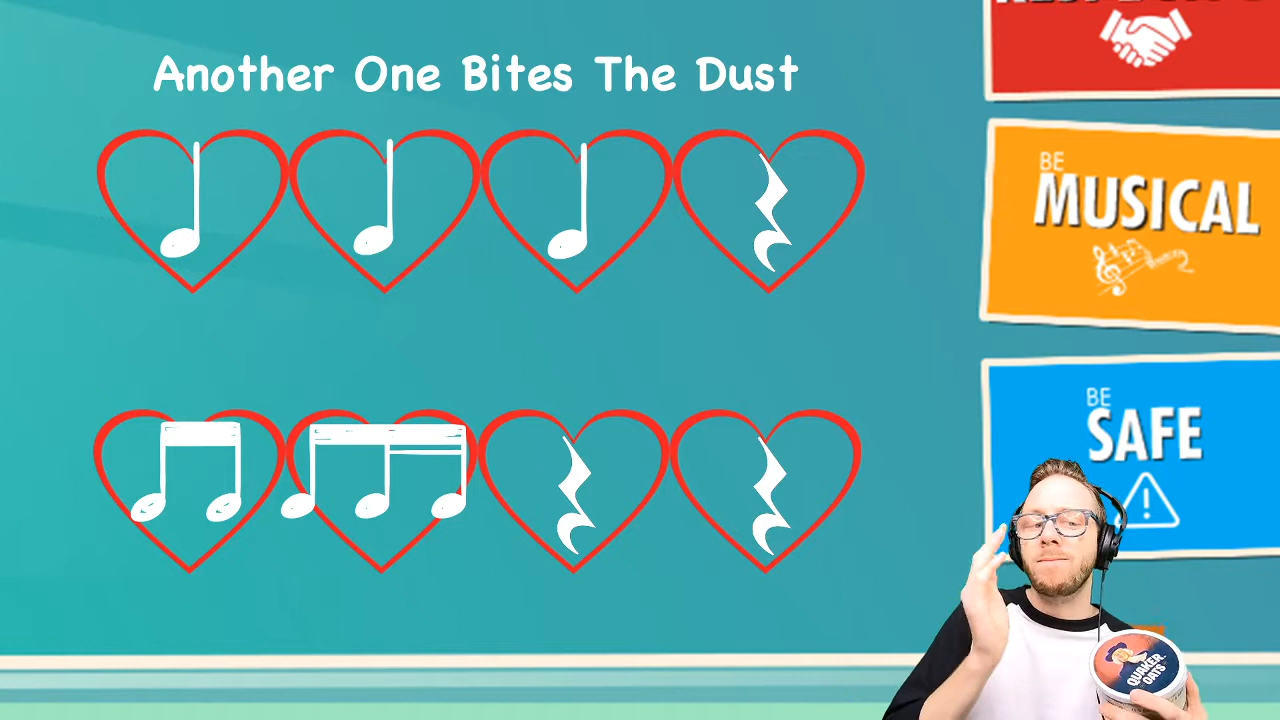 Another One Bites The Dust
BE
MUSICAL
BE
SAFE
QUAKER
OATS